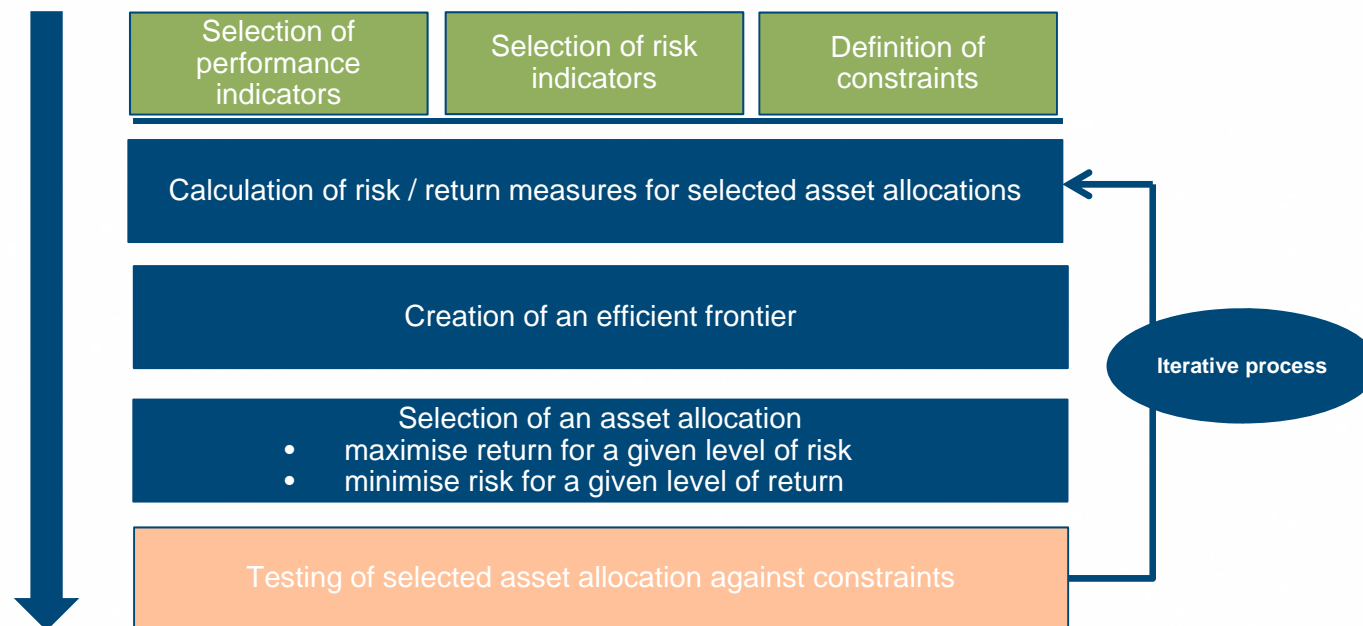 Selection of
performance
indicators
Selection of risk
indicators
Definition of
constraints
Calculation of risk / return measures for selected asset allocations
Creation of an efficient frontier
Iterative process
Selection of an asset allocation
• maximise return for a given level of risk
• minimise risk for a given level of return
Testing of selected asset allocation against constraints